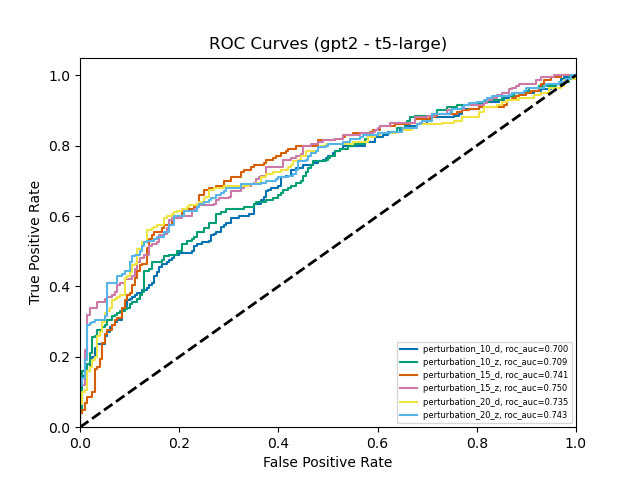 ROC Curves (gpt2 - t5-large)
True Positive Rate
1.0
0.8
0.6
0.4
0.2
0.0
perturbation_10_d, roc_auc=0.700
perturbation_10_z, roc_auc=0.709
perturbation_15_d, roc_auc=0.741
perturbation_15_z, roc_auc=0.750
perturbation_20_d, roc_auc=0.735
perturbation_20_z, roc_auc=0.743
0.0 0.2 0.4 0.6 0.8 1.0
False Positive Rate